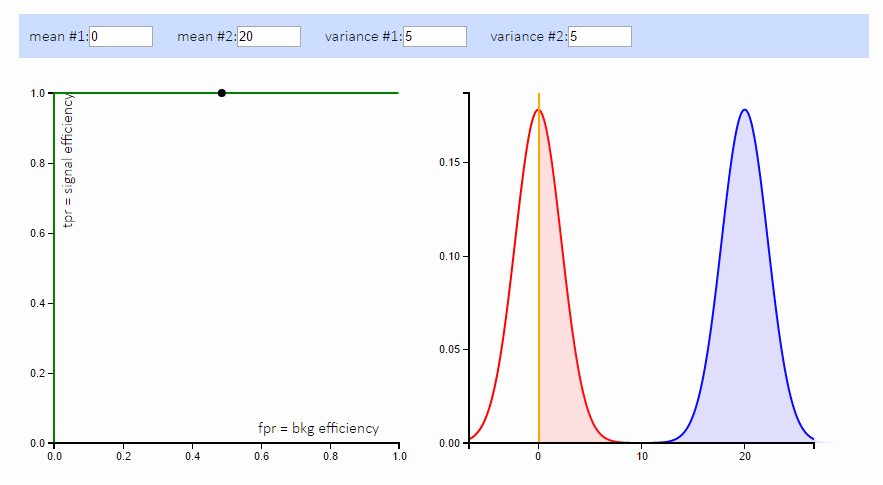 mean #1: 0 mean #2: 20 variance #1: 5 variance #2: 5
1.0
0.8
0.6
0.4
0.2
0.0
tpr = signal efficiency
fpr = bkg efficiency
0.0 0.2 0.4 0.6 0.8 1.0
0.15
0.10
0.05
0.00
0 10 20